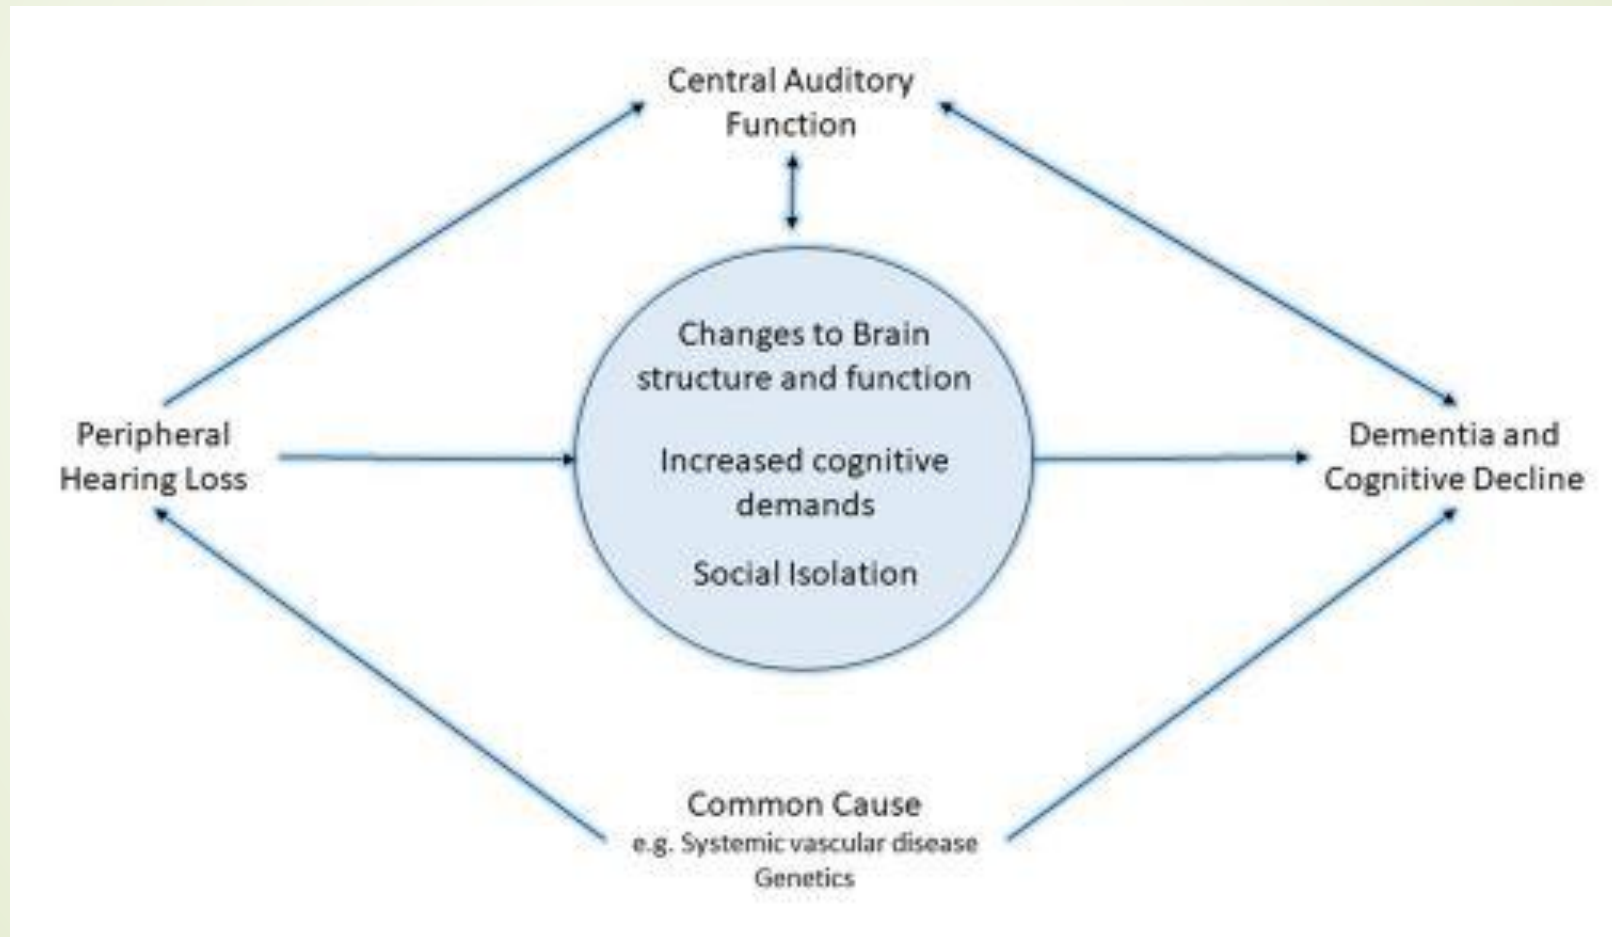 Central Auditory
Function
Changes to Brain
structure and function
Increased cognitive
demands
Social Isolation
Peripheral
Hearing Loss
Dementia and
Cognitive Decline
Common Cause
e.g. Systemic vascular disease
Genetics